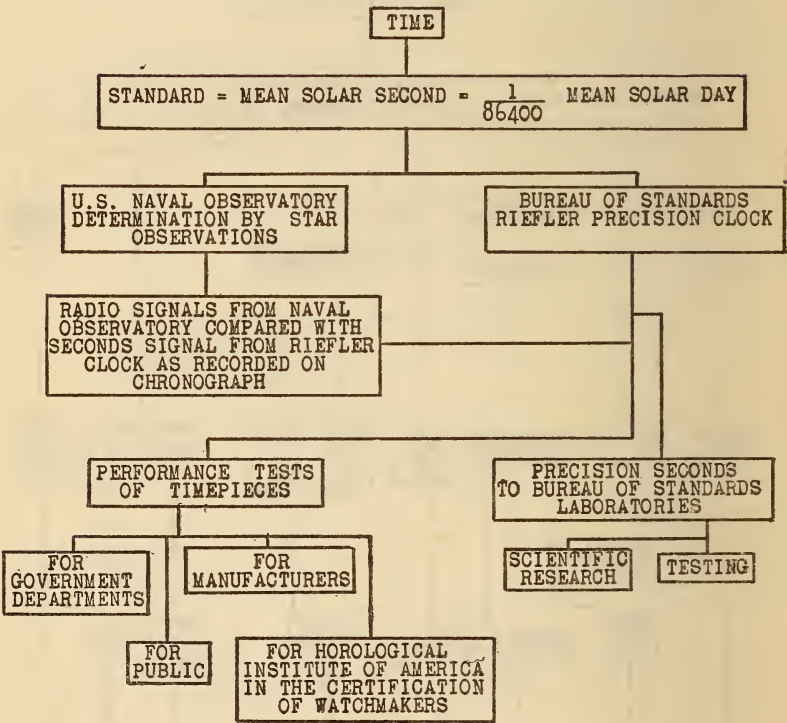 TIME
STANDARD = MEAN SOLAR SECOND = 1/86400 MEAN SOLAR DAY
U.S. NAVAL OBSERVATORY
DETERMINATION BY STAR
OBSERVATIONS
BUREAU OF STANDARDS
RIEFLER PRECISION CLOCK
RADIO SIGNALS FROM NAVAL
OBSERVATORY COMPARED WITH
SECONDS SIGNAL FROM RIEFLER
CLOCK AS RECORDED ON
CHRONOGRAPH
PERFORMANCE TESTS
OF TIMEPIECES
PRECISION SECONDS
TO BUREAU OF STANDARDS
LABORATORIES
FOR
GOVERNMENT
DEPARTMENTS
FOR
MANUFACTURERS
SCIENTIFIC
RESEARCH
TESTING
FOR
PUBLIC
FOR HOROLOGICAL
INSTITUTE OF AMERICA
IN THE CERTIFICATION
OF WATCHMAKERS